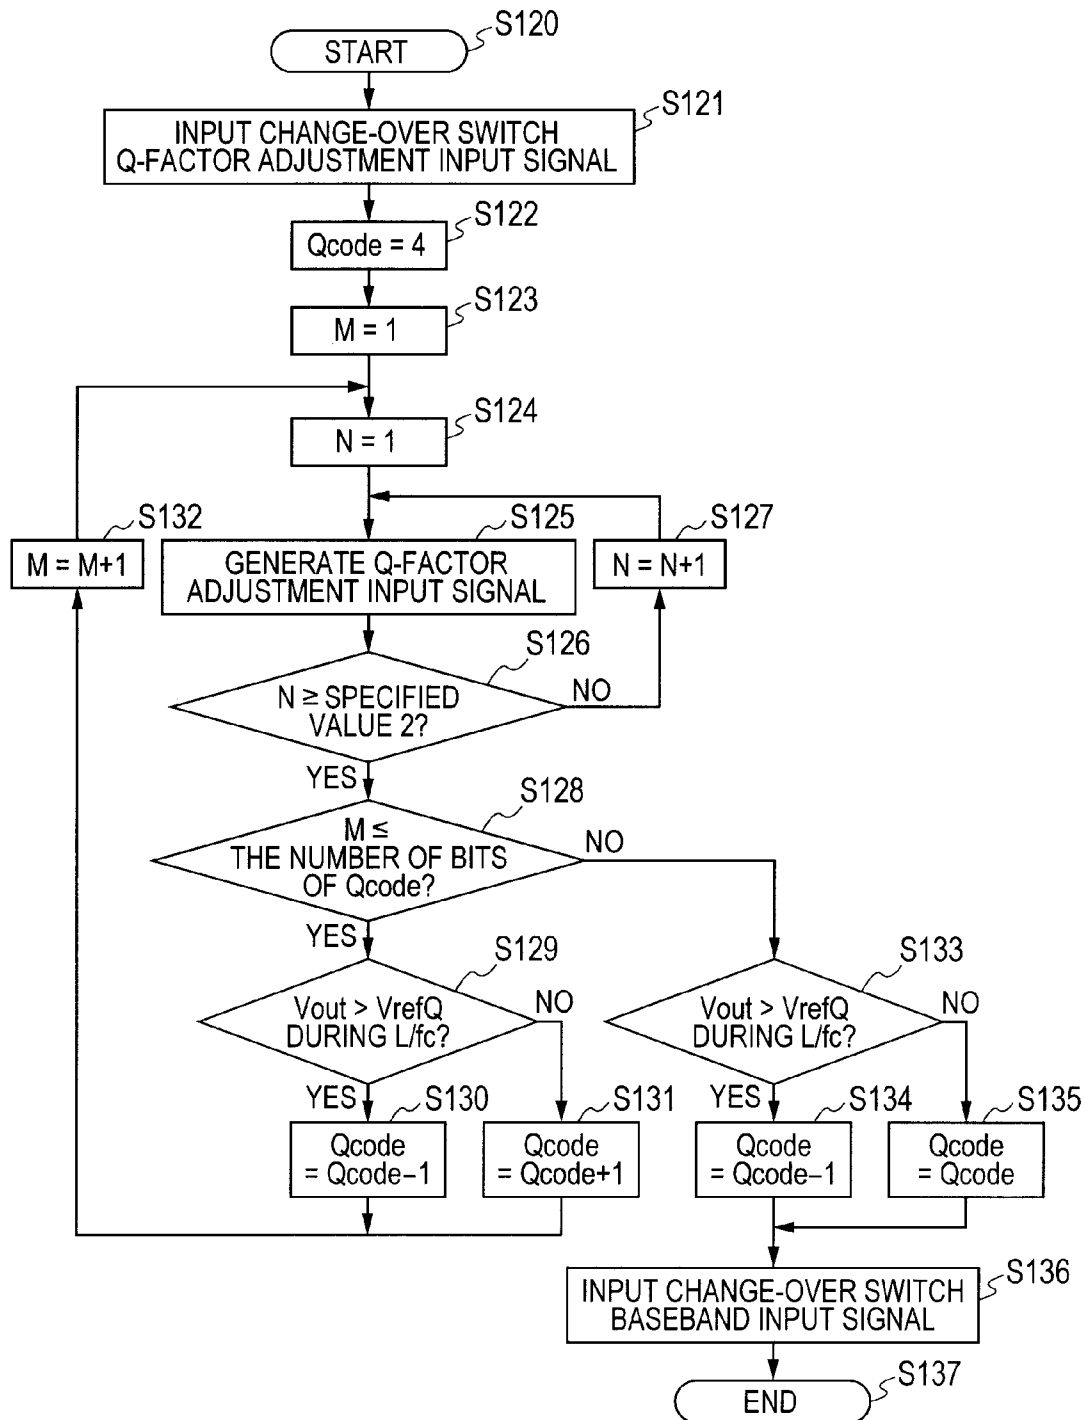 S120
START
S121
INPUT CHANGE-OVER SWITCH
Q-FACTOR ADJUSTMENT INPUT SIGNAL
S122
Qcode = 4
S123
M = 1
S124
N = 1
S132
M = M+1
S125
GENERATE Q-FACTOR
ADJUSTMENT INPUT SIGNAL
S127
N = N+1
S126
N ≥ SPECIFIED
VALUE 2?
NO
YES
S128
M ≤
THE NUMBER OF BITS
OF Qcode?
NO
YES
S129
Vout > VrefQ
DURING L/fc?
NO
YES
S133
Vout > VrefQ
DURING L/fc?
NO
YES
S130
Qcode
= Qcode−1
S131
Qcode
= Qcode+1
S134
Qcode
= Qcode−1
S135
Qcode
= Qcode
S136
INPUT CHANGE-OVER SWITCH
BASEBAND INPUT SIGNAL
S137
END